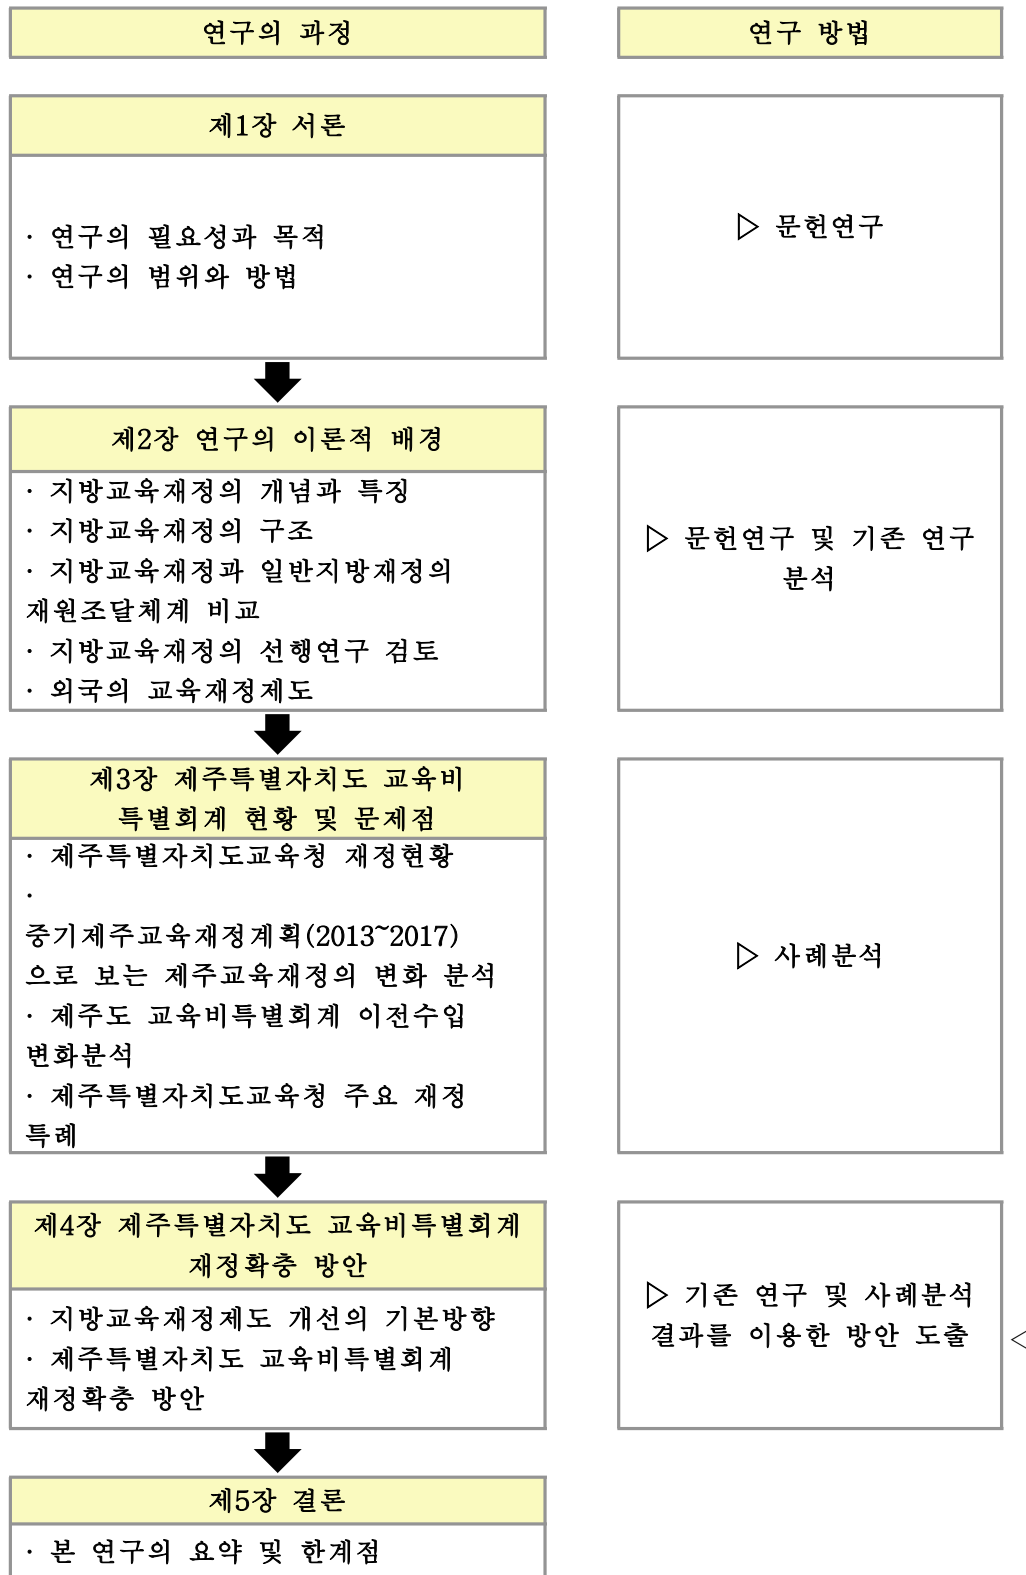 연구의 과정
연구 방법
제1장 서론
· 연구의 필요성과 목적
· 연구의 범위와 방법
▷ 문헌연구
제2장 연구의 이론적 배경
· 지방교육재정의 개념과 특징
· 지방교육재정의 구조
· 지방교육재정과 일반지방재정의
재원조달체계 비교
· 지방교육재정의 선행연구 검토
· 외국의 교육재정제도
▷ 문헌연구 및 기존 연구
분석
제3장 제주특별자치도 교육비
특별회계 현황 및 문제점
· 제주특별자치도교육청 재정현황
·
중기제주교육재정계획(2013~2017)
으로 보는 제주교육재정의 변화 분석
· 제주도 교육비특별회계 이전수입
변화분석
· 제주특별자치도교육청 주요 재정
특례
▷ 사례분석
제4장 제주특별자치도 교육비특별회계
재정확충 방안
· 지방교육재정제도 개선의 기본방향
· 제주특별자치도 교육비특별회계
재정확충 방안
▷ 기존 연구 및 사례분석
결과를 이용한 방안 도출
<
제5장 결론
· 본 연구의 요약 및 한계점